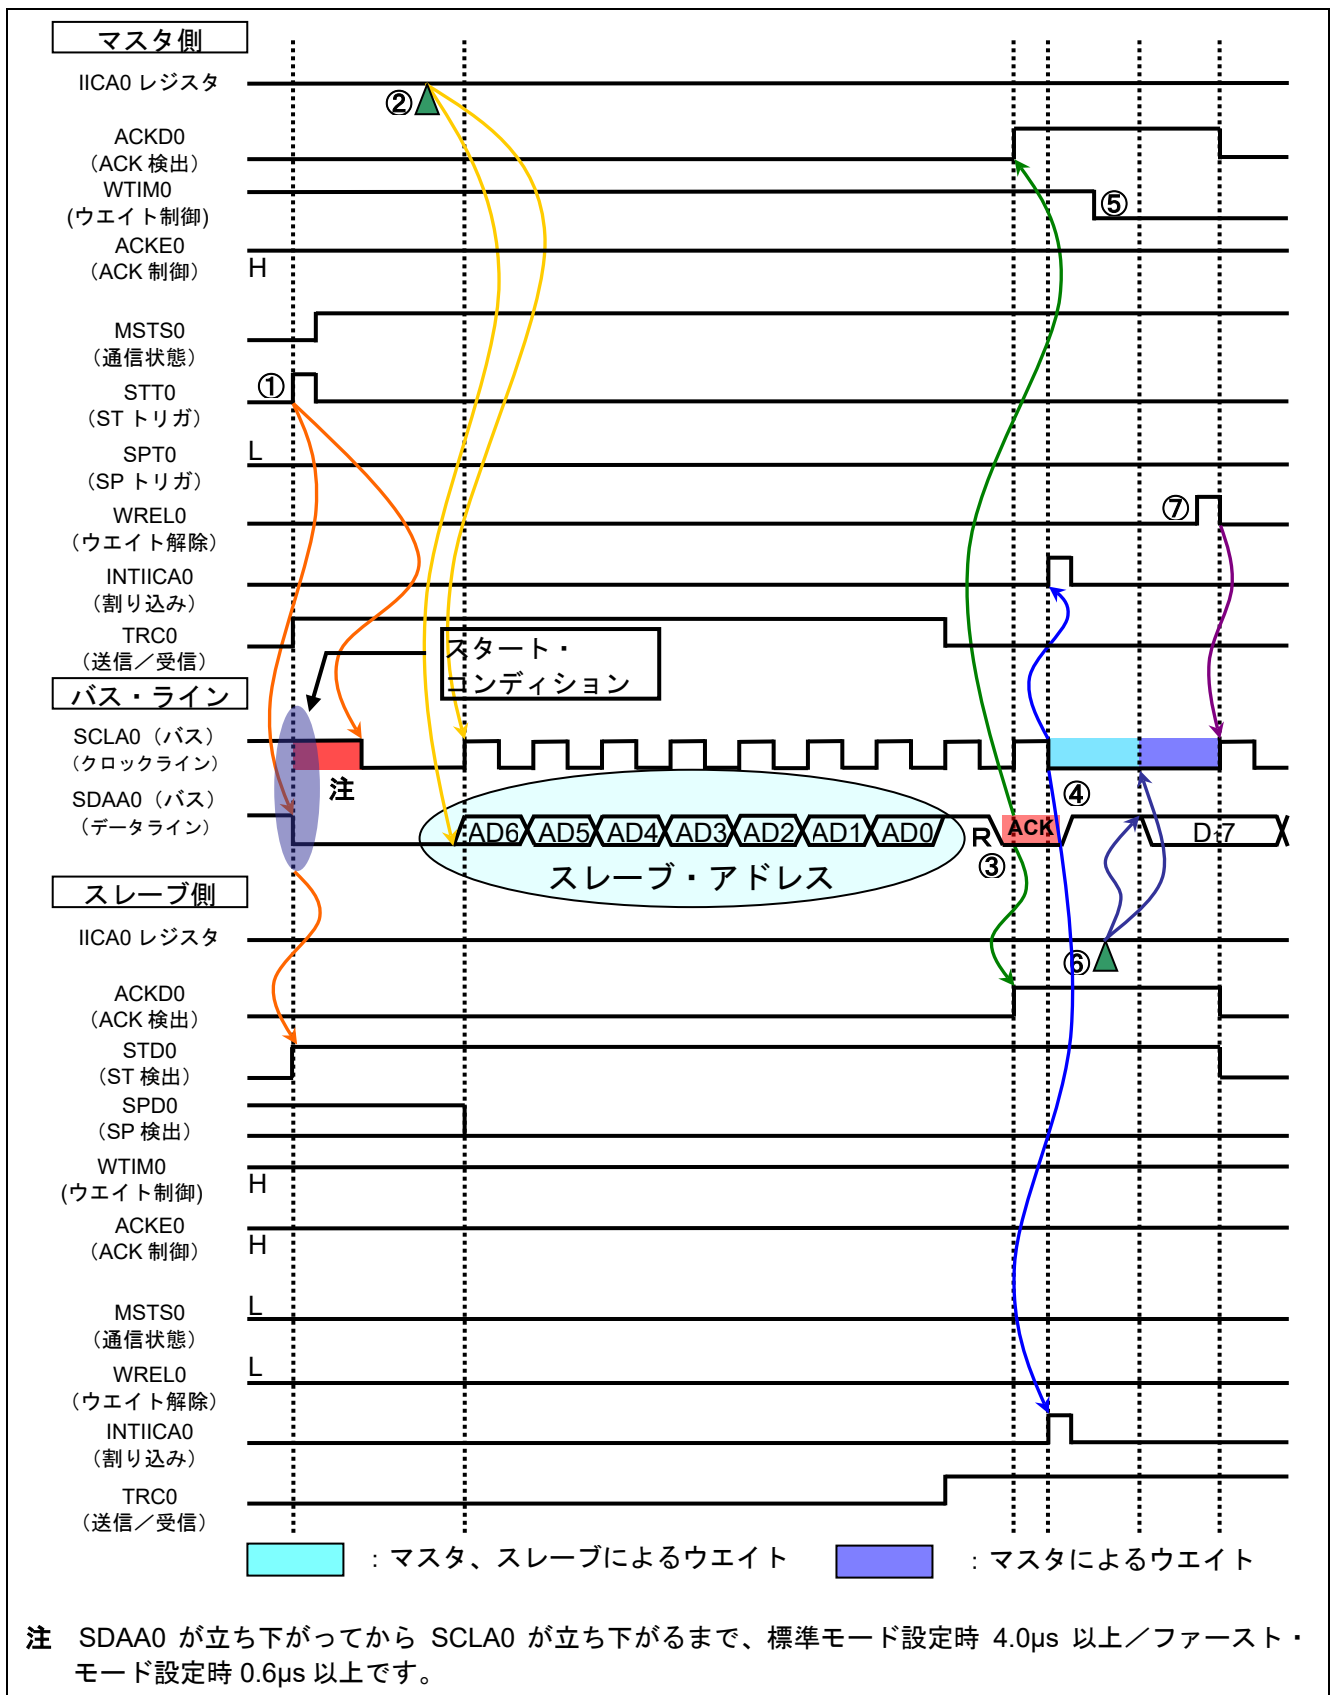 マスタ側
IICA0 レジスタ
②
ACKD0
（ACK 検出）
WTIM0
(ウエイト制御)
⑤
ACKE0
（ACK 制御）
H
MSTS0
（通信状態）
①
STT0
（ST トリガ）
SPT0
（SP トリガ）
L
WREL0
（ウエイト解除）
⑦
INTIICA0
（割り込み）
TRC0
（送信／受信）
スタート・
コンディション
バス・ライン
SCLA0（バス）
（クロックライン）
注
④
SDAA0（バス）
（データライン）
AD6 AD5 AD4 AD3 AD2 AD1 AD0 R ACK D₁7
③
スレーブ・アドレス
スレーブ側
IICA0 レジスタ
⑥
ACKD0
（ACK 検出）
STD0
（ST 検出）
SPD0
（SP 検出）
WTIM0
(ウエイト制御)
H
ACKE0
（ACK 制御）
H
MSTS0
（通信状態）
L
WREL0
（ウエイト解除）
L
INTIICA0
（割り込み）
TRC0
（送信／受信）
：マスタ、スレーブによるウエイト
：マスタによるウエイト
注 SDAA0 が立ち下がってから SCLA0 が立ち下がるまで、標準モード設定時 4.0μs 以上／ファースト・
モード設定時 0.6μs 以上です。